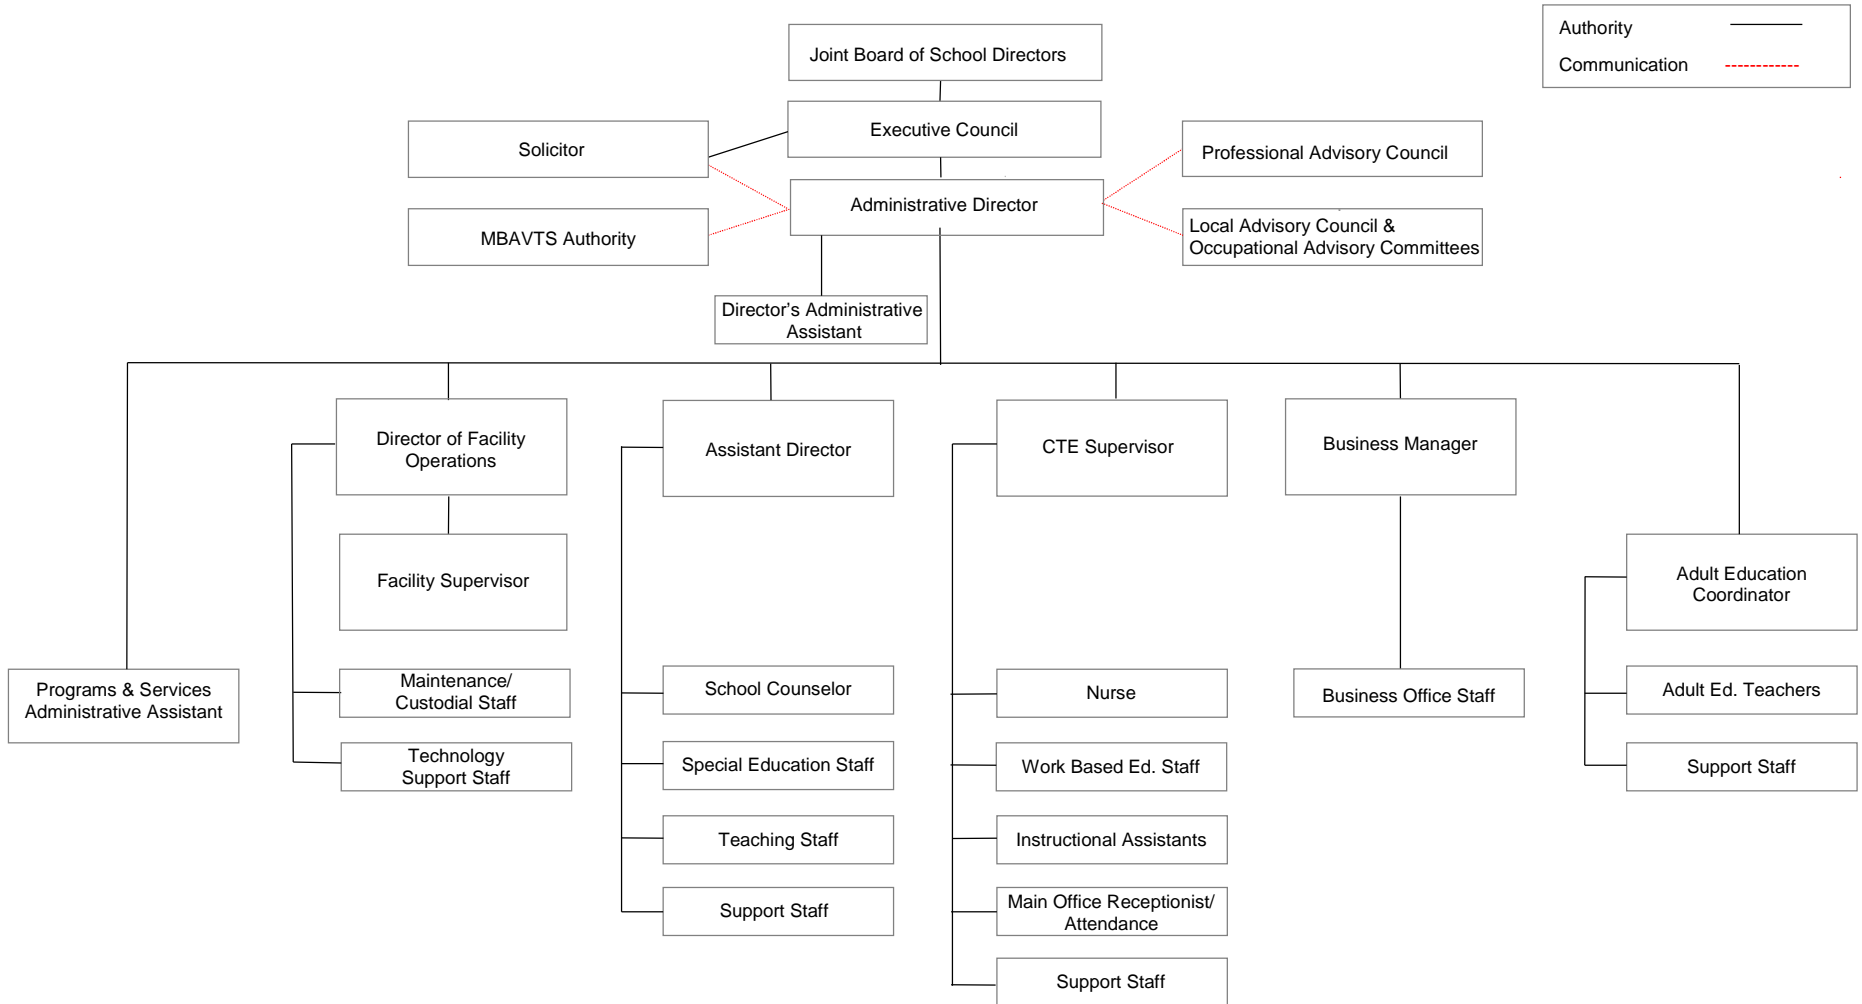 Authority
Communication
Joint Board of School Directors
Executive Council
Solicitor
Professional Advisory Council
Administrative Director
MBAVTS Authority
Local Advisory Council &
Occupational Advisory Committees
Director's Administrative
Assistant
Director of Facility
Operations
Assistant Director
CTE Supervisor
Business Manager
Facility Supervisor
Adult Education
Coordinator
Programs & Services
Administrative Assistant
Maintenance/
Custodial Staff
School Counselor
Nurse
Business Office Staff
Adult Ed. Teachers
Technology
Support Staff
Special Education Staff
Work Based Ed. Staff
Support Staff
Teaching Staff
Instructional Assistants
Support Staff
Main Office Receptionist/
Attendance
Support Staff